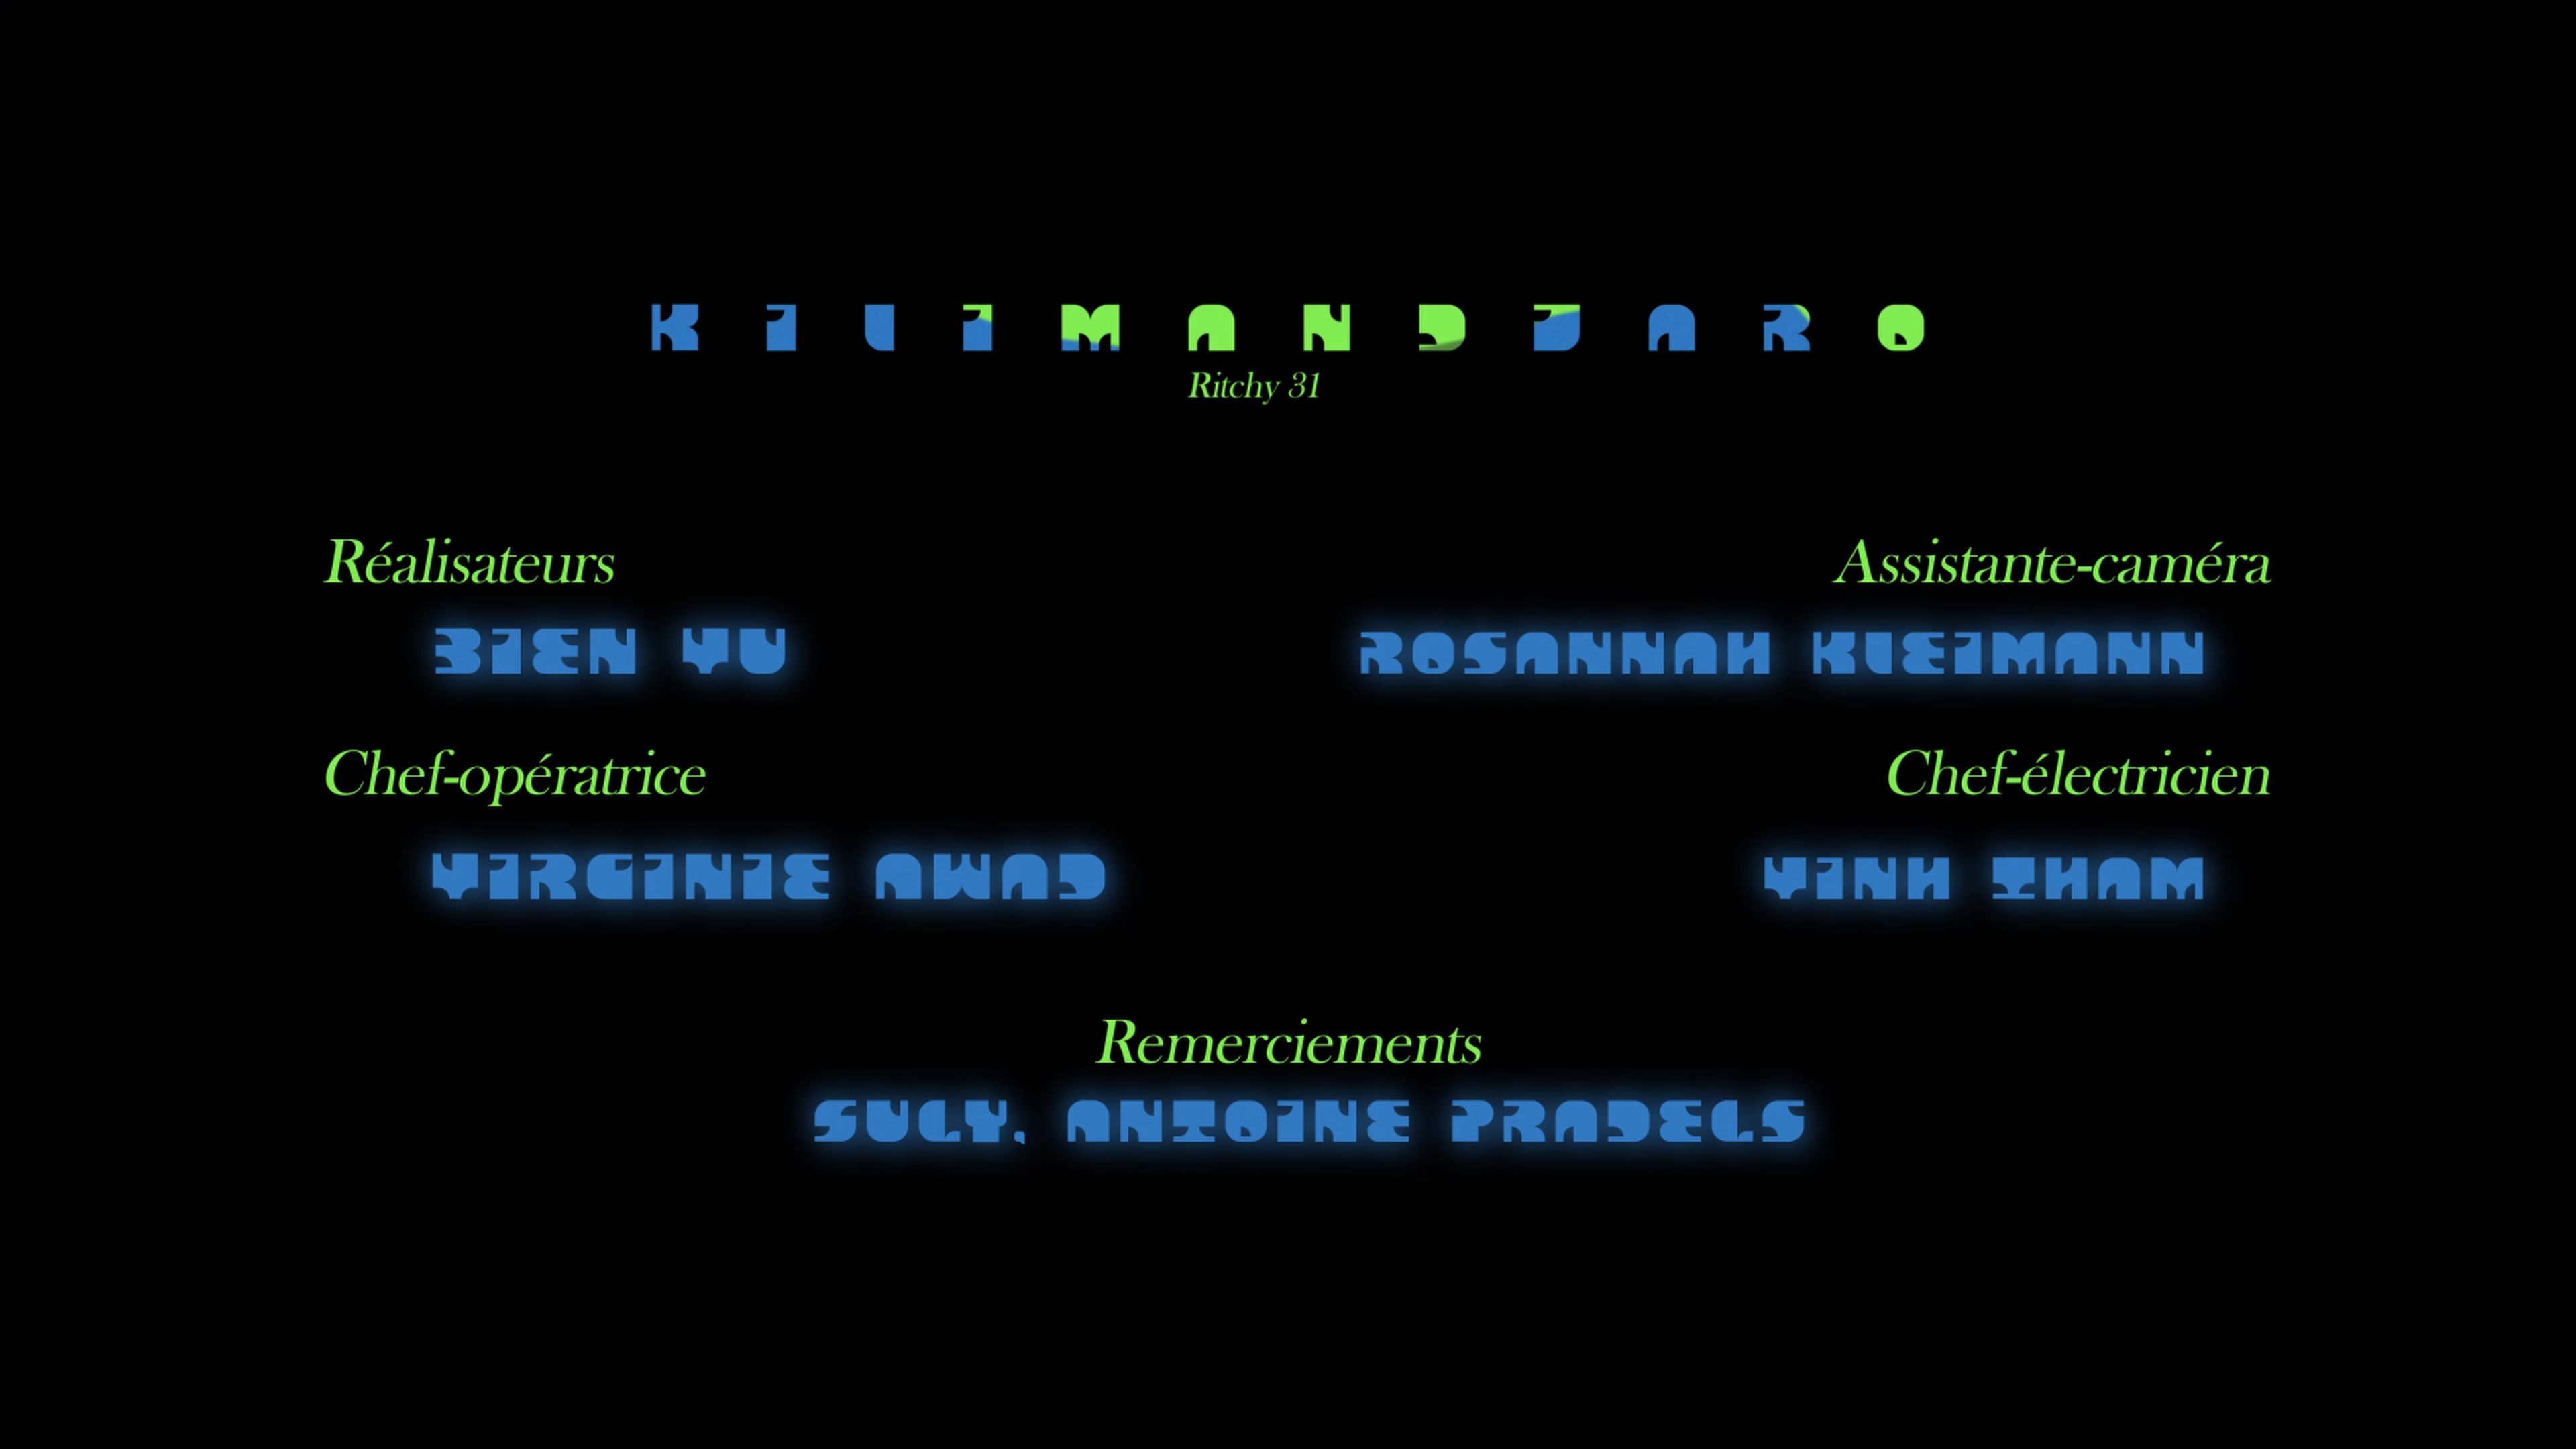 KILIMANDJARO
Ritchy 31
Réalisateurs
BIEN VU
Assistante-caméra
ROSANNAH KLEIMANN
Chef-opératrice
VIRGINIE AWAD
Chef-électricien
VINH THAM
Remerciements
SULY, ANTOINE PRADELS